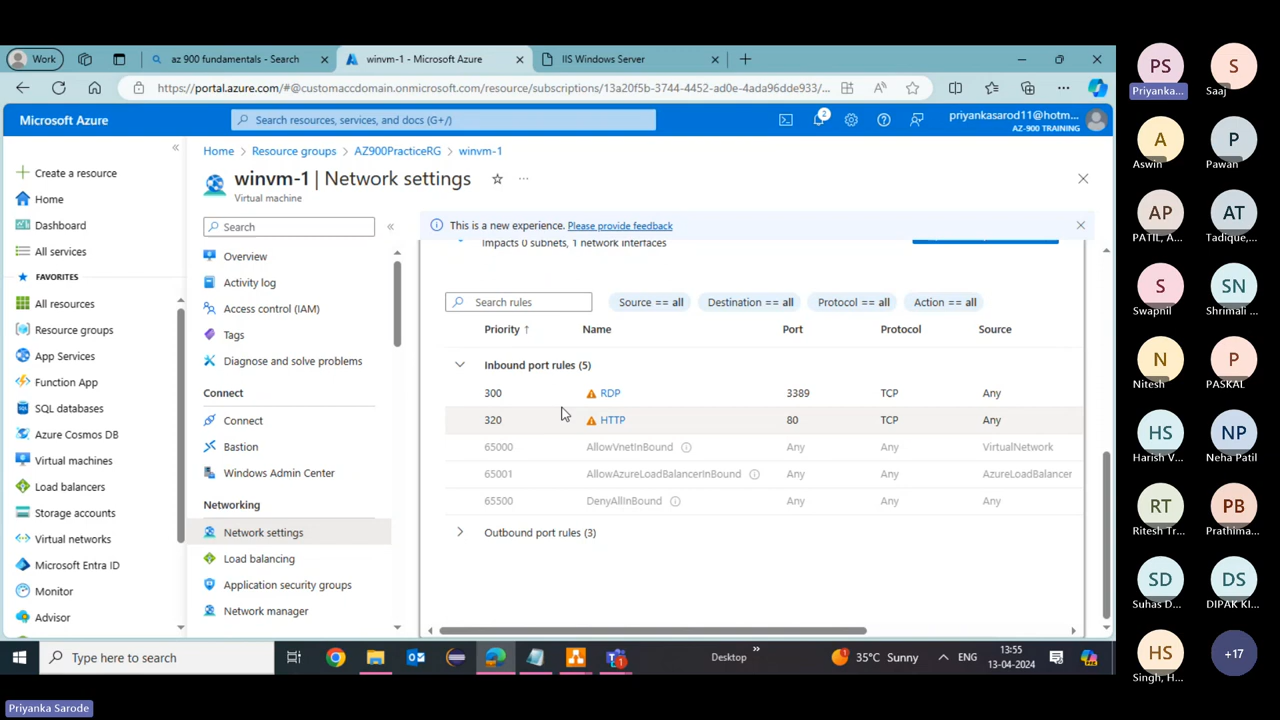 Work
az 900 fundamentals - Search
winvm-1 - Microsoft Azure
IIS Windows Server
https://portal.azure.com/#@customaccdomain.onmicrosoft.com/resource/subscriptions/13a20f5b-3744-4452-ad0e-4ada96dde933/...
Microsoft Azure
Search resources, services, and docs (G+/)
2
priyankasarod11@hotm...
AZ-900 TRAINING
Create a resource
Home
Dashboard
All services
FAVORITES
All resources
Resource groups
App Services
Function App
SQL databases
Azure Cosmos DB
Virtual machines
Load balancers
Storage accounts
Virtual networks
Microsoft Entra ID
Monitor
Advisor
Home > Resource groups > AZ900PracticeRG > winvm-1
winvm-1 | Network settings
Virtual machine
Search
Overview
Activity log
Access control (IAM)
Tags
Diagnose and solve problems
Connect
Connect
Bastion
Windows Admin Center
Networking
Network settings
Load balancing
Application security groups
Network manager
This is a new experience. Please provide feedback
Impacts 0 subnets, 1 network interfaces
Search rules
Source == all
Destination == all
Protocol == all
Action == all
Priority ↑ Name Port Protocol Source
Inbound port rules (5)
300 RDP 3389 TCP Any
320 HTTP 80 TCP Any
65000 AllowVnetInBound Any Any VirtualNetwork
65001 AllowAzureLoadBalancerInBound Any Any AzureLoadBalancer
65500 DenyAllInBound Any Any Any
Outbound port rules (3)
Type here to search
Desktop
35°C Sunny
ENG
13:55
13-04-2024
PS
Priyanka...
S
Saaj
A
Aswin
P
Pawan
AP
PATIL, A...
AT
Tadique,...
S
Swapnil
SN
Shrimali ...
N
Nitesh
P
PASKAL
HS
Harish V...
NP
Neha Patil
RT
Ritesh Tr...
PB
Prathima...
SD
Suhas D...
DS
DIPAK KI...
HS
Singh, H...
+17
Priyanka Sarode